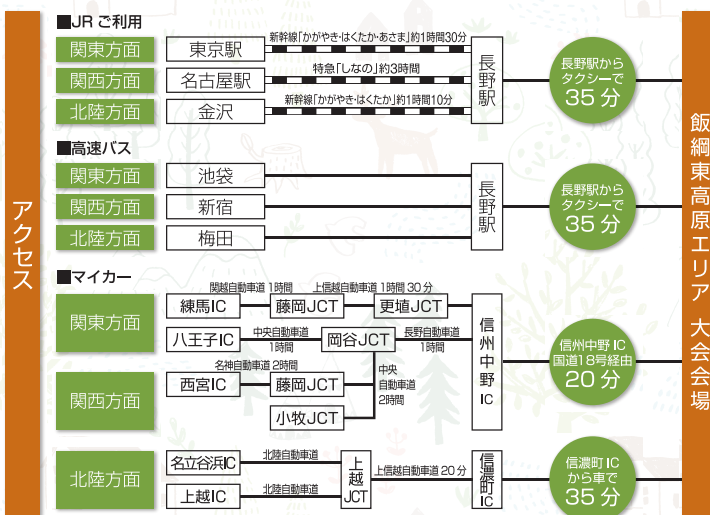 アクセス
■JR ご利用
関東方面
東京駅
新幹線「かがやき・はくたか・あさま」約1時間30分
関西方面
名古屋駅
特急「しなの」約3時間
北陸方面
金沢
新幹線「かがやき・はくたか」約1時間10分
長野駅
長野駅から
タクシーで
35 分
■高速バス
関東方面
池袋
関西方面
新宿
北陸方面
梅田
長野駅
長野駅から
タクシーで
35 分
■マイカー
関東方面
関越自動車道 1時間
上信越自動車道 1時間 30 分
練馬IC
藤岡JCT
更埴JCT
八王子IC
中央自動車道
1時間
岡谷JCT
長野自動車道
1時間
関西方面
名神自動車道 2時間
西宮IC
藤岡JCT
小牧JCT
中央
自動車道
2時間
信州中野IC
信州中野 IC
国道18号経由
20 分
北陸方面
名立谷浜IC
北陸自動車道
上越IC
北陸自動車道
上越JCT
上信越自動車道 20 分
信濃町IC
信濃町 IC
から車で
35 分
飯綱東高原エリア 大会会場